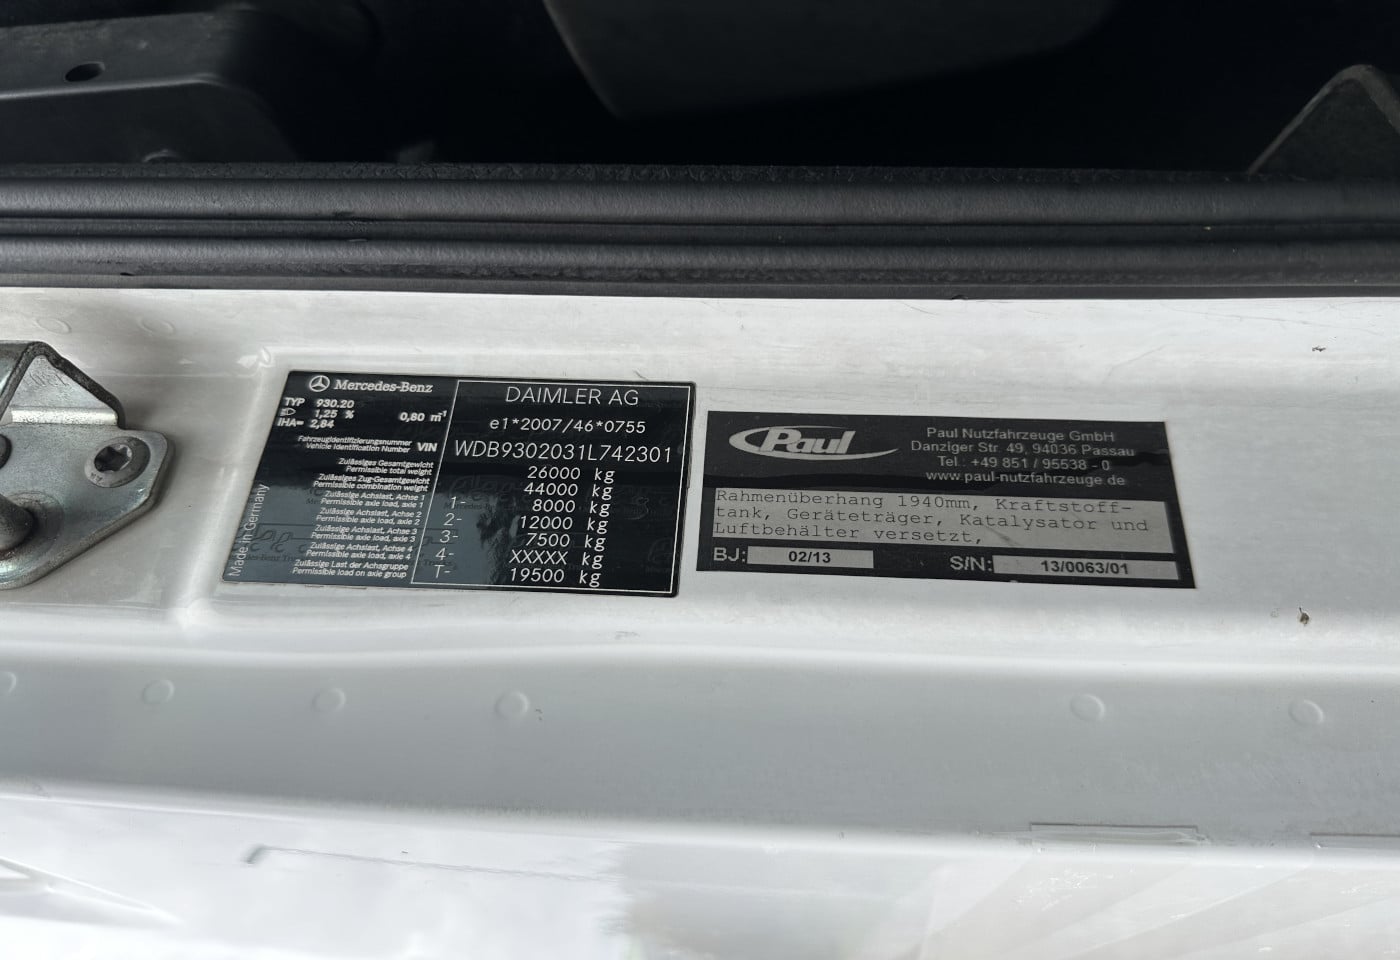 Mercedes-Benz
DAIMLER AG
TYP 930.20
1,25 % 0,80 m⁻¹
IHA= 2,84
e1*2007/46*0755
Fahrzeugidentifizierungsnummer
Vehicle Identification Number VIN WDB9302031L742301
Zulässiges Gesamtgewicht
Permissible total weight 26000 kg
Zulässiges Zug-Gesamtgewicht
Permissible combination weight 44000 kg
Zulässige Achslast, Achse 1
Permissible axle load, axle 1 1- 8000 kg
Zulässige Achslast, Achse 2
Permissible axle load, axle 2 2- 12000 kg
Zulässige Achslast, Achse 3
Permissible axle load, axle 3 3- 7500 kg
Zulässige Achslast, Achse 4
Permissible axle load, axle 4 4- XXXXX kg
Zulässige Last der Achsgruppe
Permissible load on axle group T- 19500 kg
Made in Germany
Paul
Paul Nutzfahrzeuge GmbH
Danziger Str. 49, 94036 Passau
Tel.: +49 851 / 95538 - 0
www.paul-nutzfahrzeuge.de
Rahmenüberhang 1940mm, Kraftstoff-
tank, Geräteträger, Katalysator und
Luftbehälter versetzt,
BJ: 02/13 S/N: 13/0063/01